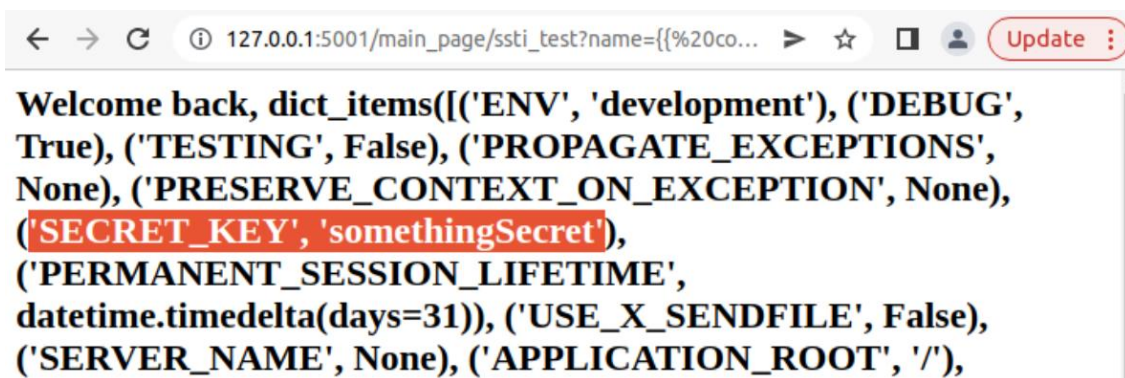 127.0.0.1:5001/main_page/ssti_test?name={{%20co...
Update
Welcome back, dict_items([('ENV', 'development'), ('DEBUG',
True), ('TESTING', False), ('PROPAGATE_EXCEPTIONS',
None), ('PRESERVE_CONTEXT_ON_EXCEPTION', None),
('SECRET_KEY', 'somethingSecret'),
('PERMANENT_SESSION_LIFETIME',
datetime.timedelta(days=31)), ('USE_X_SENDFILE', False),
('SERVER_NAME', None), ('APPLICATION_ROOT', '/'),